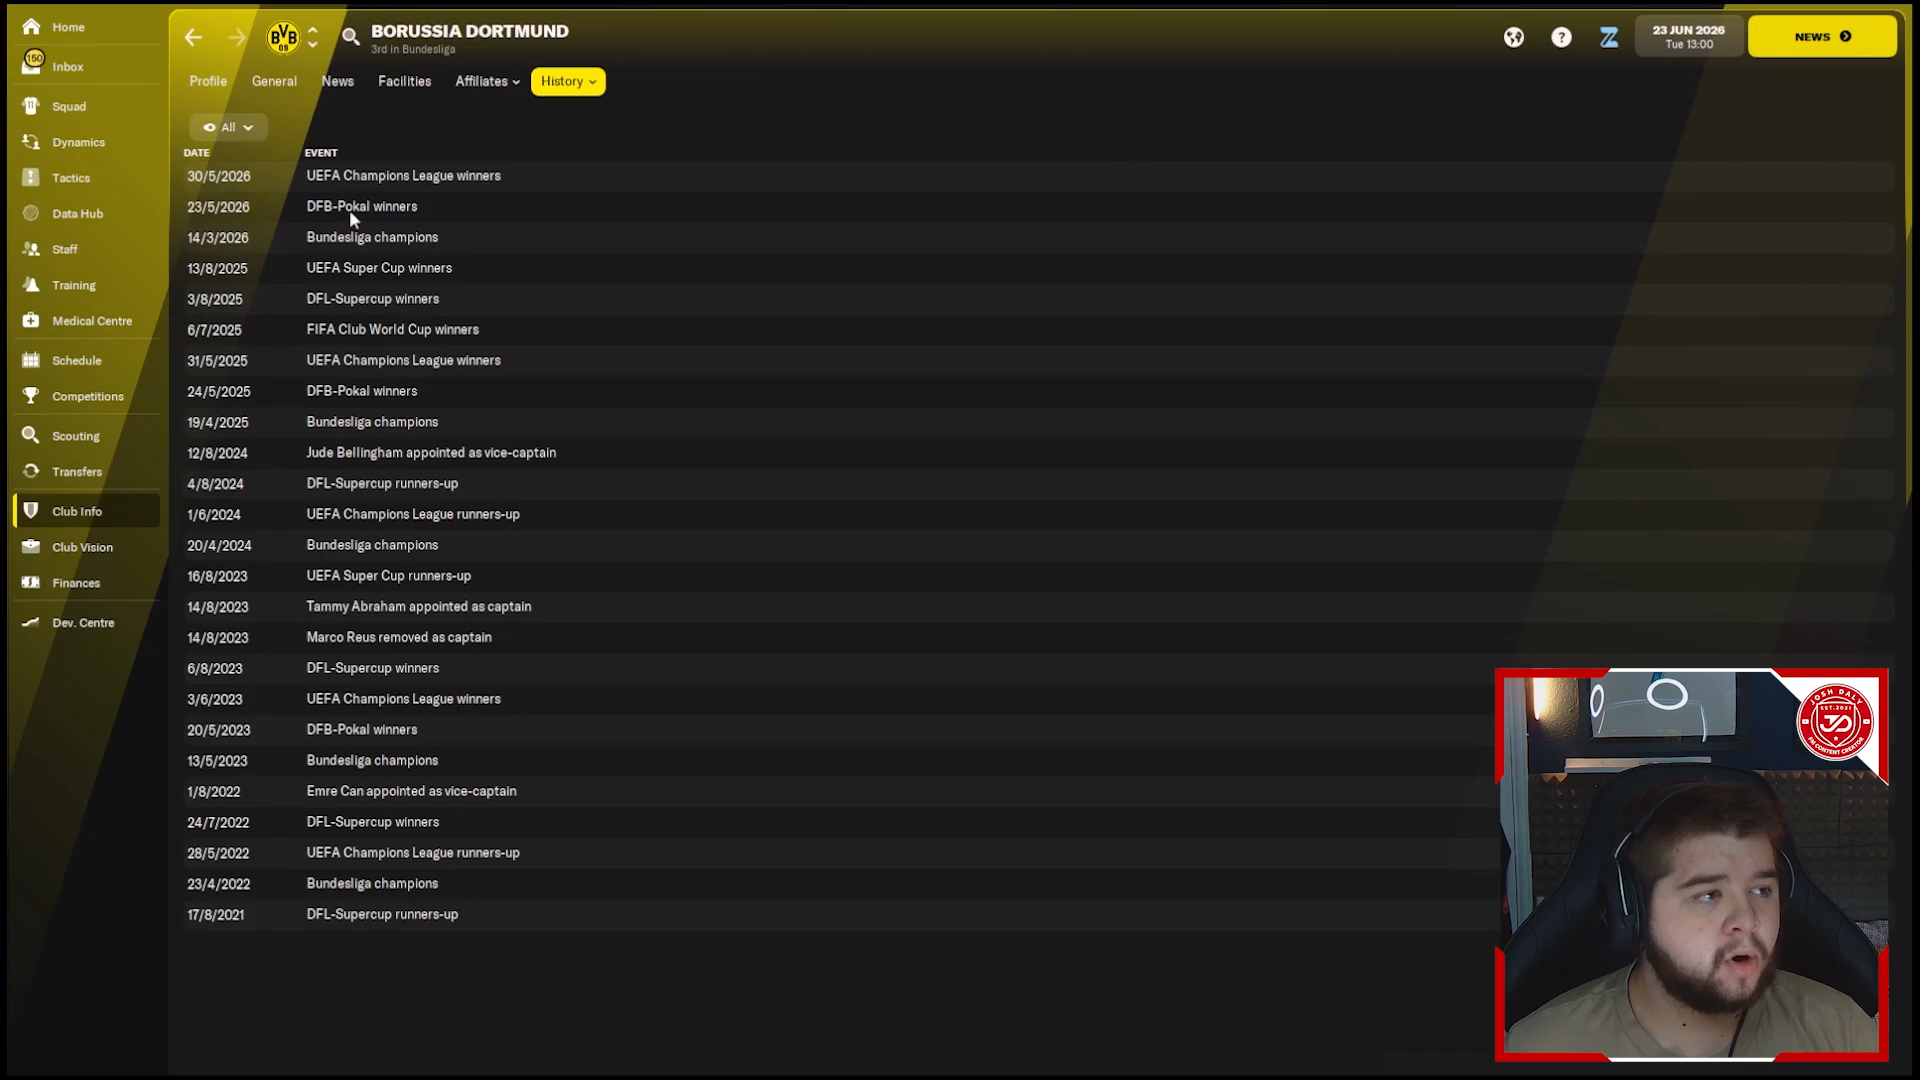 Home
150
Inbox
Squad
Dynamics
Tactics
Data Hub
Staff
Training
Medical Centre
Schedule
Competitions
Scouting
Transfers
Club Info
Club Vision
Finances
Dev. Centre
BVB
09
BORUSSIA DORTMUND
3rd in Bundesliga
?
23 JUN 2026
Tue 13:00
NEWS
Profile General News Facilities Affiliates History
All
DATE EVENT
30/5/2026 UEFA Champions League winners
23/5/2026 DFB-Pokal winners
14/3/2026 Bundesliga champions
13/8/2025 UEFA Super Cup winners
3/8/2025 DFL-Supercup winners
6/7/2025 FIFA Club World Cup winners
31/5/2025 UEFA Champions League winners
24/5/2025 DFB-Pokal winners
19/4/2025 Bundesliga champions
12/8/2024 Jude Bellingham appointed as vice-captain
4/8/2024 DFL-Supercup runners-up
1/6/2024 UEFA Champions League runners-up
20/4/2024 Bundesliga champions
16/8/2023 UEFA Super Cup runners-up
14/8/2023 Tammy Abraham appointed as captain
14/8/2023 Marco Reus removed as captain
6/8/2023 DFL-Supercup winners
3/6/2023 UEFA Champions League winners
20/5/2023 DFB-Pokal winners
13/5/2023 Bundesliga champions
1/8/2022 Emre Can appointed as vice-captain
24/7/2022 DFL-Supercup winners
28/5/2022 UEFA Champions League runners-up
23/4/2022 Bundesliga champions
17/8/2021 DFL-Supercup runners-up
JOSH DALY
EST. 2021
JD
FM CONTENT CREATOR